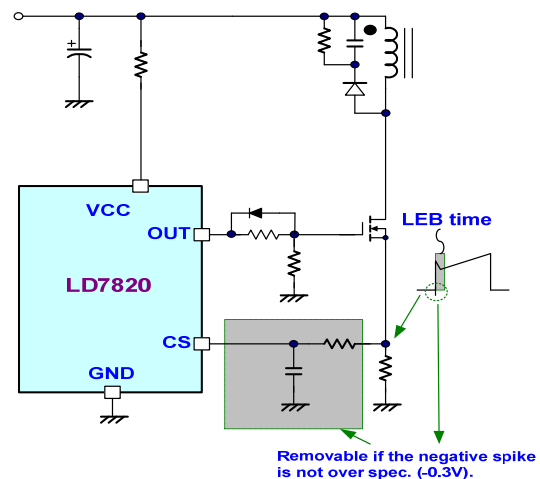 VCC
OUT
LEB time
LD7820
CS
GND
+
Removable if the negative spike
is not over spec. (-0.3V).